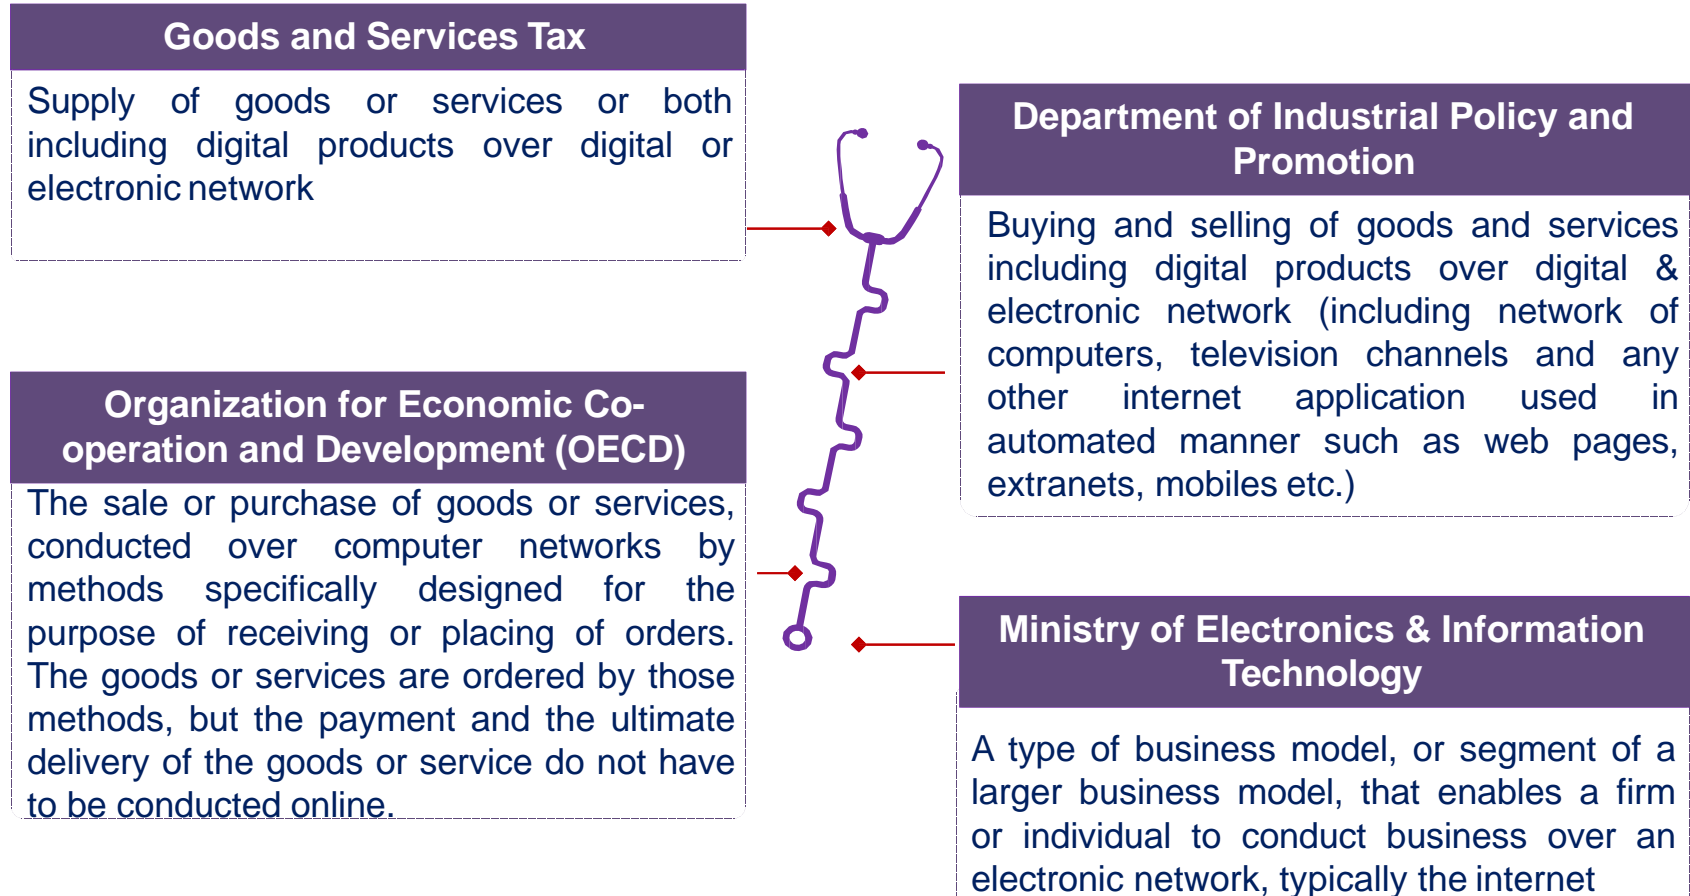 Goods and Services Tax
Supply of goods or services or both
including digital products over digital or
electronic network
Department of Industrial Policy and
Promotion
Buying and selling of goods and services
including digital products over digital &
electronic network (including network of
computers, television channels and any
other internet application used in
automated manner such as web pages,
extranets, mobiles etc.)
Organization for Economic Co-
operation and Development (OECD)
The sale or purchase of goods or services,
conducted over computer networks by
methods specifically designed for the
purpose of receiving or placing of orders.
The goods or services are ordered by those
methods, but the payment and the ultimate
delivery of the goods or service do not have
to be conducted online.
Ministry of Electronics & Information
Technology
A type of business model, or segment of a
larger business model, that enables a firm
or individual to conduct business over an
electronic network, typically the internet